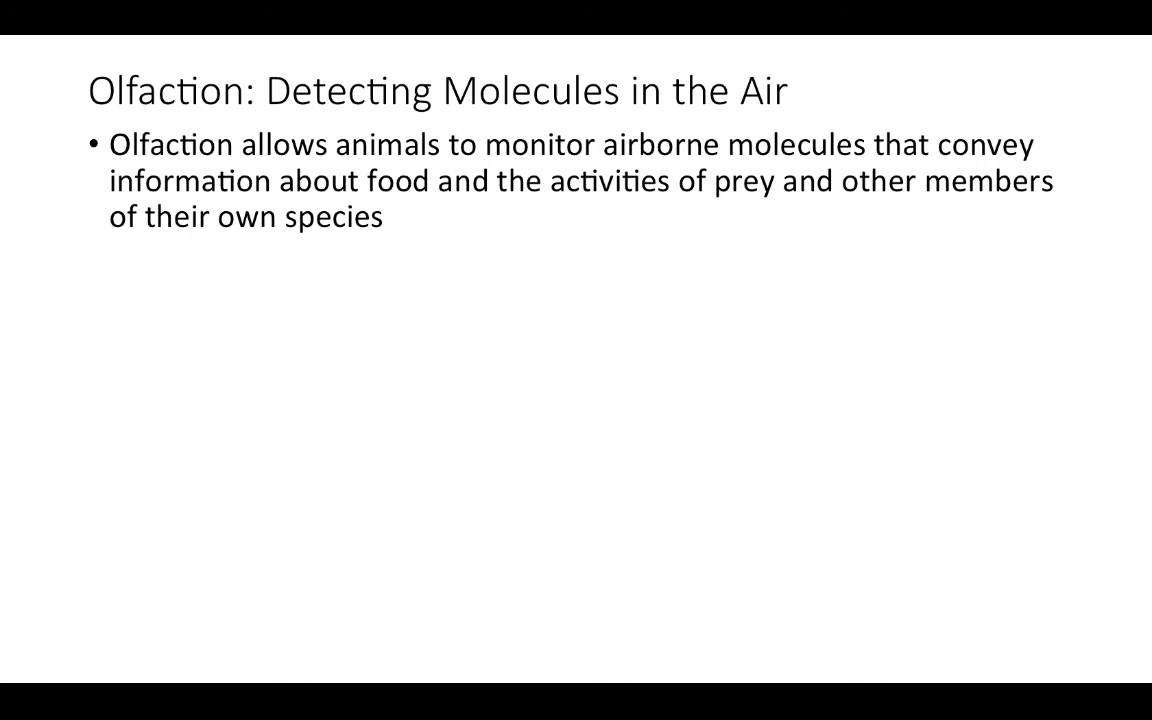 Olfaction: Detecting Molecules in the Air
• Olfaction allows animals to monitor airborne molecules that convey
information about food and the activities of prey and other members
of their own species